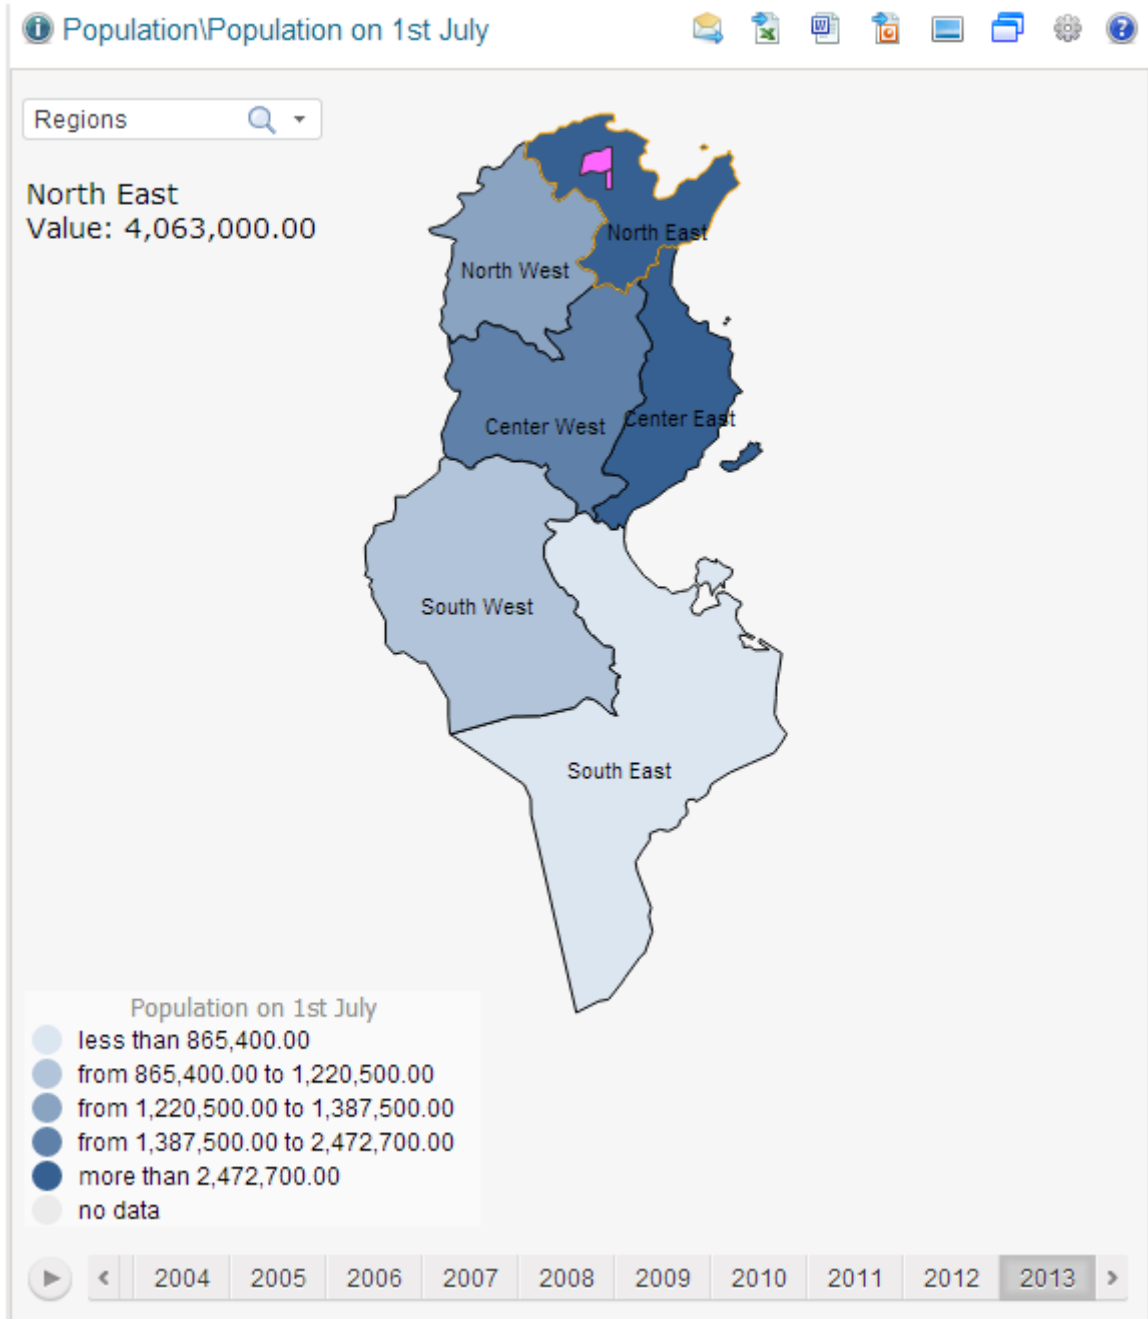 Population\Population on 1st July
Regions
North East
Value: 4,063,000.00
North East
North West
Center West
Center East
South West
South East
Population on 1st July
less than 865,400.00
from 865,400.00 to 1,220,500.00
from 1,220,500.00 to 1,387,500.00
from 1,387,500.00 to 2,472,700.00
more than 2,472,700.00
no data
2004 2005 2006 2007 2008 2009 2010 2011 2012 2013